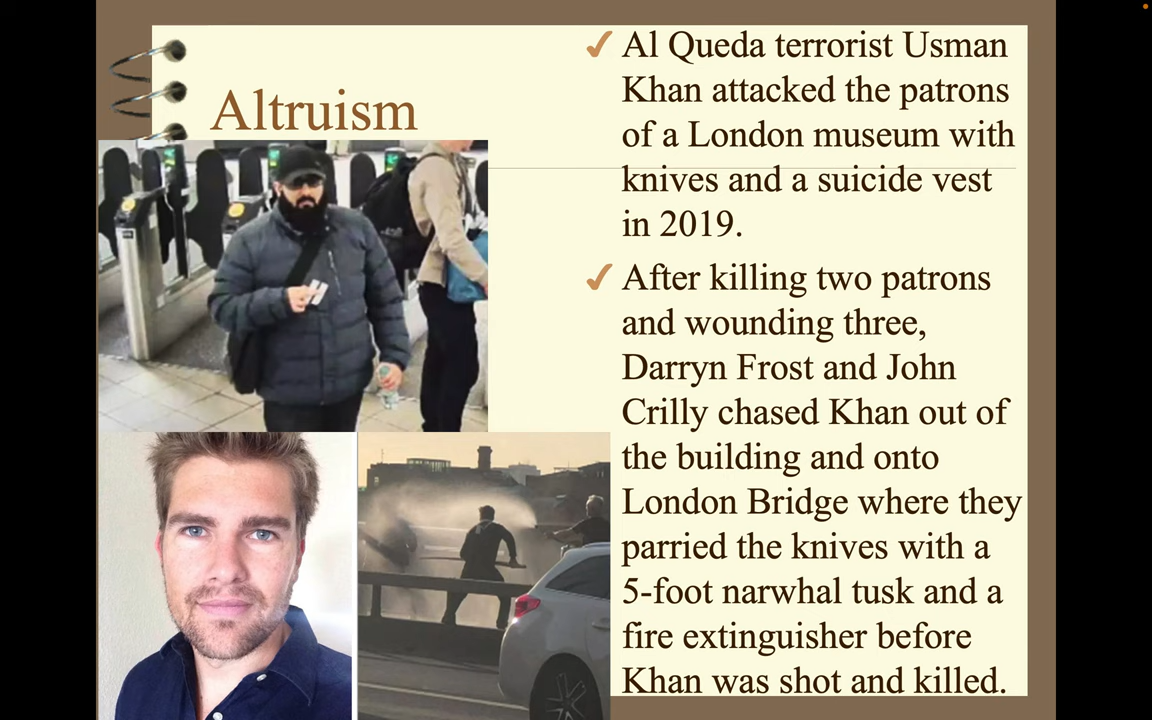 Altruism
✓ Al Queda terrorist Usman
Khan attacked the patrons
of a London museum with
knives and a suicide vest
in 2019.
✓ After killing two patrons
and wounding three,
Darryn Frost and John
Crilly chased Khan out of
the building and onto
London Bridge where they
parried the knives with a
5-foot narwhal tusk and a
fire extinguisher before
Khan was shot and killed.